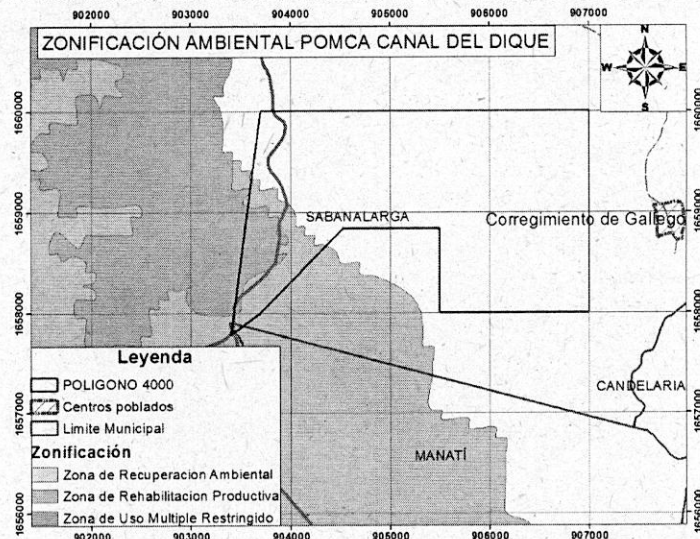 902000 903000 904000 905000 906000 907000
ZONIFICACIÓN AMBIENTAL POMCA CANAL DEL DIQUE
N
W E
S
1660000 1660000
1659000 1659000
SABANALARGA
Corregimiento de Gallego
1658000 1658000
Leyenda
POLIGONO 4000
Centros poblados
Limite Municipal
CANDELARIA
1657000 1657000
Zonificación
MANATÍ
Zona de Recuperacion Ambiental
Zona de Rehabilitacion Productiva
Zona de Uso Multiple Restringido
1656000 1656000
902000 903000 904000 905000 906000 907000